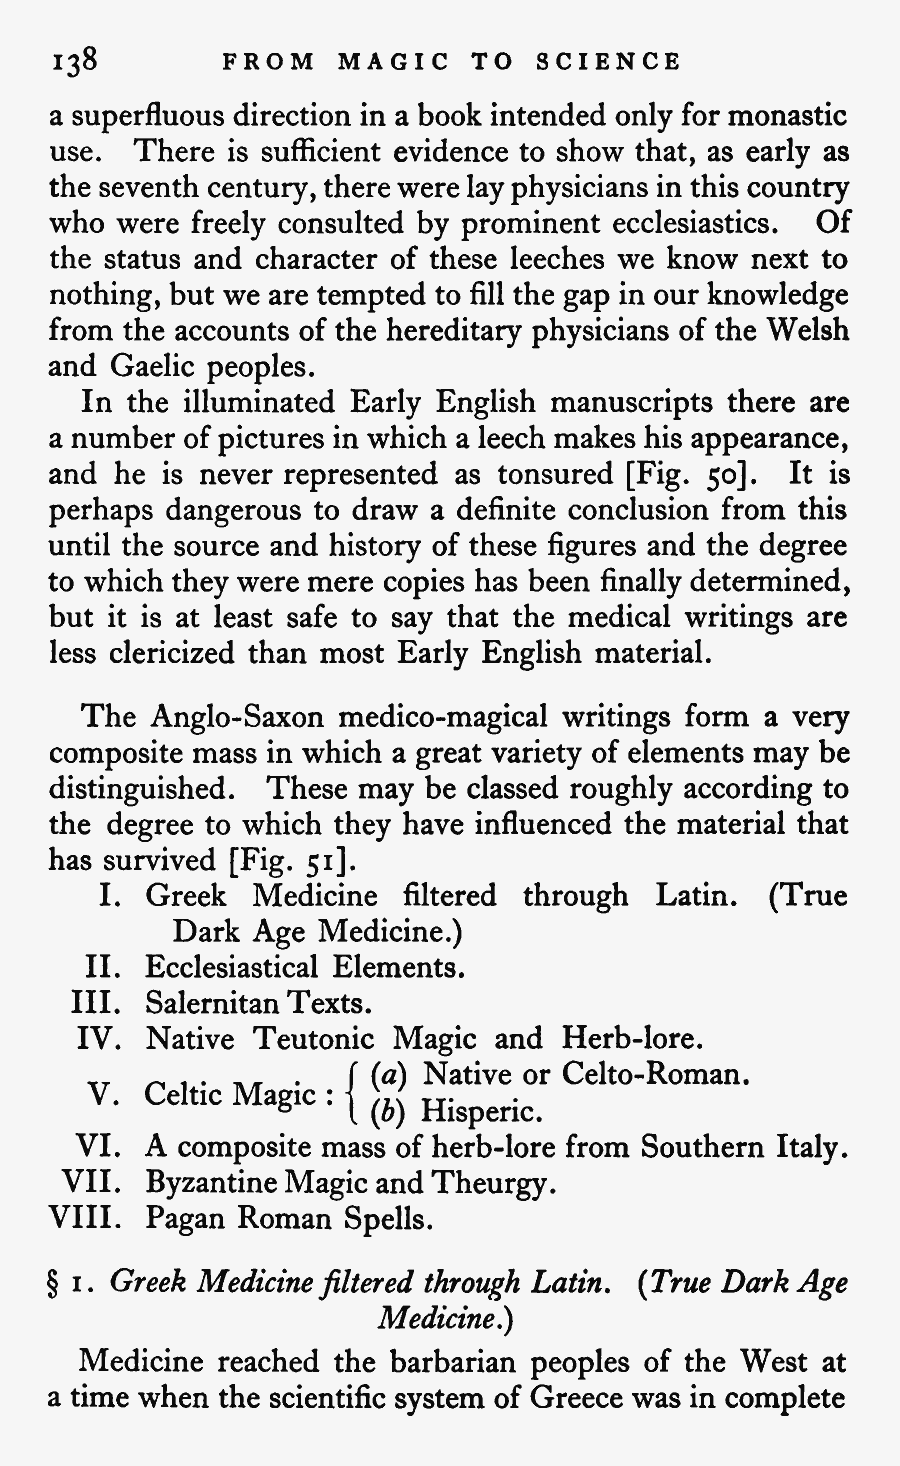 138 FROM MAGIC TO SCIENCE
a superfluous direction in a book intended only for monastic
use. There is sufficient evidence to show that, as early as
the seventh century, there were lay physicians in this country
who were freely consulted by prominent ecclesiastics. Of
the status and character of these leeches we know next to
nothing, but we are tempted to fill the gap in our knowledge
from the accounts of the hereditary physicians of the Welsh
and Gaelic peoples.
In the illuminated Early English manuscripts there are
a number of pictures in which a leech makes his appearance,
and he is never represented as tonsured [Fig. 50]. It is
perhaps dangerous to draw a definite conclusion from this
until the source and history of these figures and the degree
to which they were mere copies has been finally determined,
but it is at least safe to say that the medical writings are
less clericized than most Early English material.
The Anglo-Saxon medico-magical writings form a very
composite mass in which a great variety of elements may be
distinguished. These may be classed roughly according to
the degree to which they have influenced the material that
has survived [Fig. 51].
I. Greek Medicine filtered through Latin. (True
Dark Age Medicine.)
II. Ecclesiastical Elements.
III. Salernitan Texts.
IV. Native Teutonic Magic and Herb-lore.
V. Celtic Magic : { (a) Native or Celto-Roman.
(b) Hisperic.
VI. A composite mass of herb-lore from Southern Italy.
VII. Byzantine Magic and Theurgy.
VIII. Pagan Roman Spells.
§ 1. Greek Medicine filtered through Latin. (True Dark Age
Medicine.)
Medicine reached the barbarian peoples of the West at
a time when the scientific system of Greece was in complete